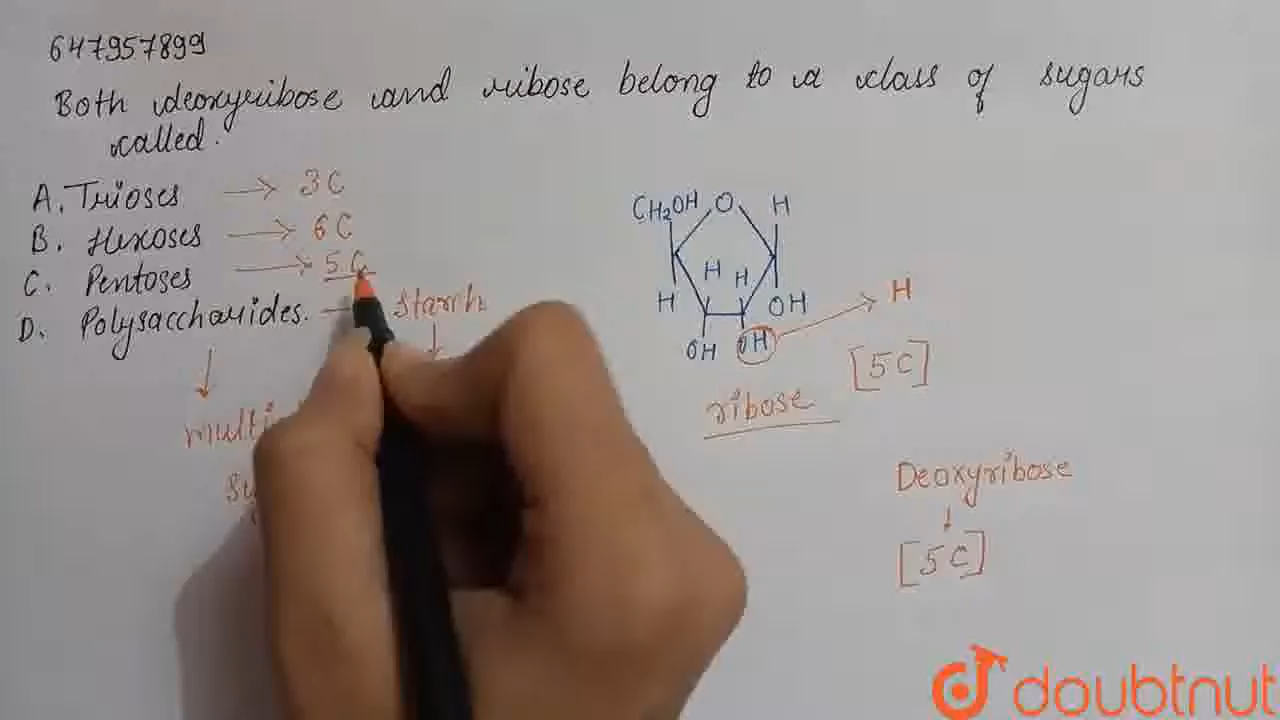 647957899
Both deoxyribose and ribose belong to a class of sugars
called.
A. Trioses → 3C
B. Hexoses → 6C
C. Pentoses → 5C
D. Polysaccharides. → starch
CH₂OH O H
H H
H OH
OH OH → H
ribose
[5C]
Deoxyribose
[5C]
doubtnut